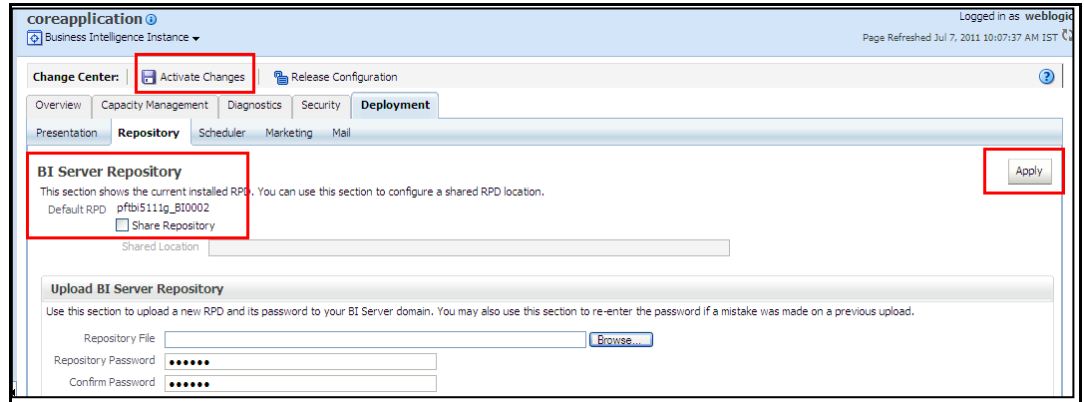 coreapplication
Logged in as weblogic
Business Intelligence Instance
Page Refreshed Jul 7, 2011 10:07:37 AM IST
Change Center: Activate Changes Release Configuration
Overview Capacity Management Diagnostics Security Deployment
Presentation Repository Scheduler Marketing Mail
BI Server Repository
Apply
This section shows the current installed RPD. You can use this section to configure a shared RPD location.
Default RPD pftbi5111g_BI0002
Share Repository
Shared Location
Upload BI Server Repository
Use this section to upload a new RPD and its password to your BI Server domain. You may also use this section to re-enter the password if a mistake was made on a previous upload.
Repository File Browse...
Repository Password ••••••
Confirm Password ••••••